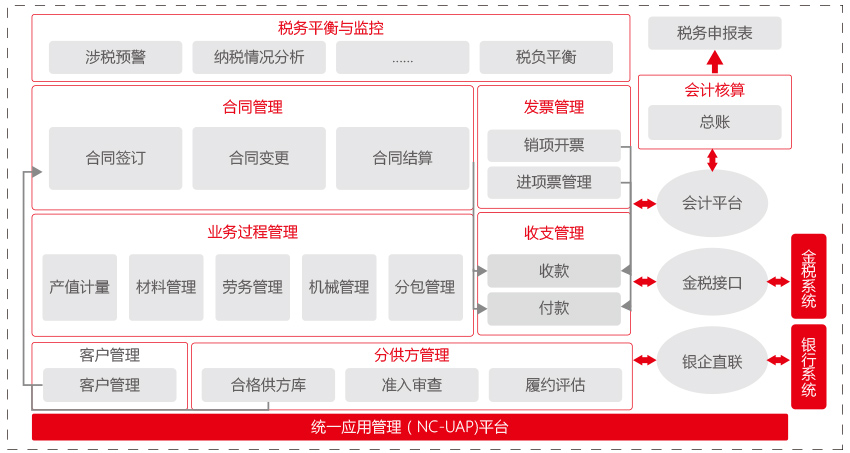 税务平衡与监控
涉税预警
纳税情况分析
......
税负平衡
税务申报表
会计核算
总账
合同管理
合同签订
合同变更
合同结算
发票管理
销项开票
进项票管理
会计平台
业务过程管理
产值计量
材料管理
劳务管理
机械管理
分包管理
收支管理
收款
付款
金税接口
金税系统
客户管理
客户管理
分供方管理
合格供方库
准入审查
履约评估
银企直联
银行系统
统一应用管理（NC-UAP)平台